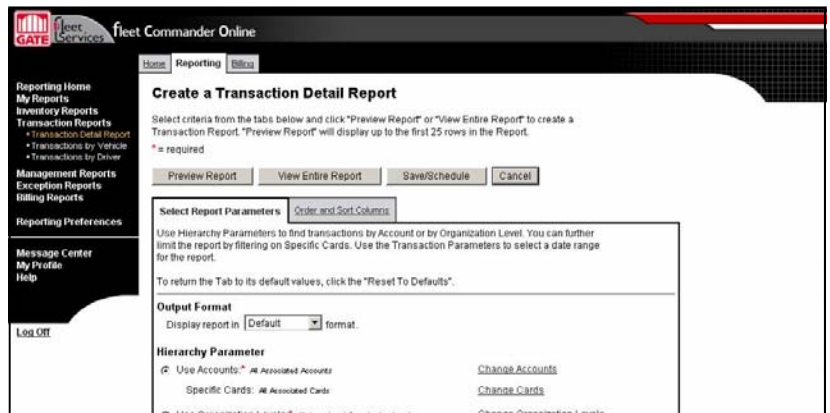 GATE fleet Services fleet Commander Online
Home Reporting Billing
Reporting Home
My Reports
Inventory Reports
Transaction Reports
• Transaction Detail Report
• Transactions by Vehicle
• Transactions by Driver
Management Reports
Exception Reports
Billing Reports
Reporting Preferences
Message Center
My Profile
Help
Log Off
Create a Transaction Detail Report
Select criteria from the tabs below and click "Preview Report" or "View Entire Report" to create a
Transaction Report. "Preview Report" will display up to the first 25 rows in the Report.
* = required
Preview Report View Entire Report Save/Schedule Cancel
Select Report Parameters Order and Sort Columns
Use Hierarchy Parameters to find transactions by Account or by Organization Level. You can further
limit the report by filtering on Specific Cards. Use the Transaction Parameters to select a date range
for the report.
To return the Tab to its default values, click the "Reset To Defaults".
Output Format
Display report in Default format.
Hierarchy Parameter
Use Accounts:* All Associated Accounts Change Accounts
Specific Cards: All Associated Cards Change Cards